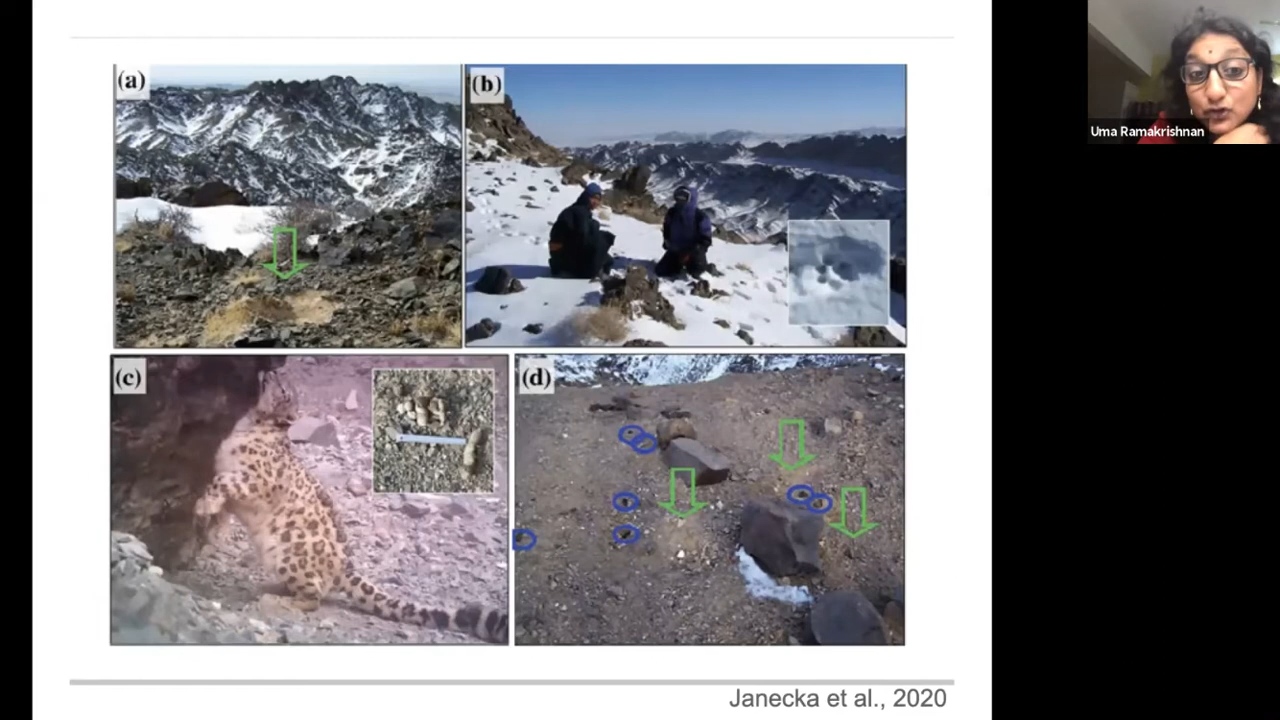 (a)
(b)
Uma Ramakrishnan
(c)
(d)
Janecka et al., 2020